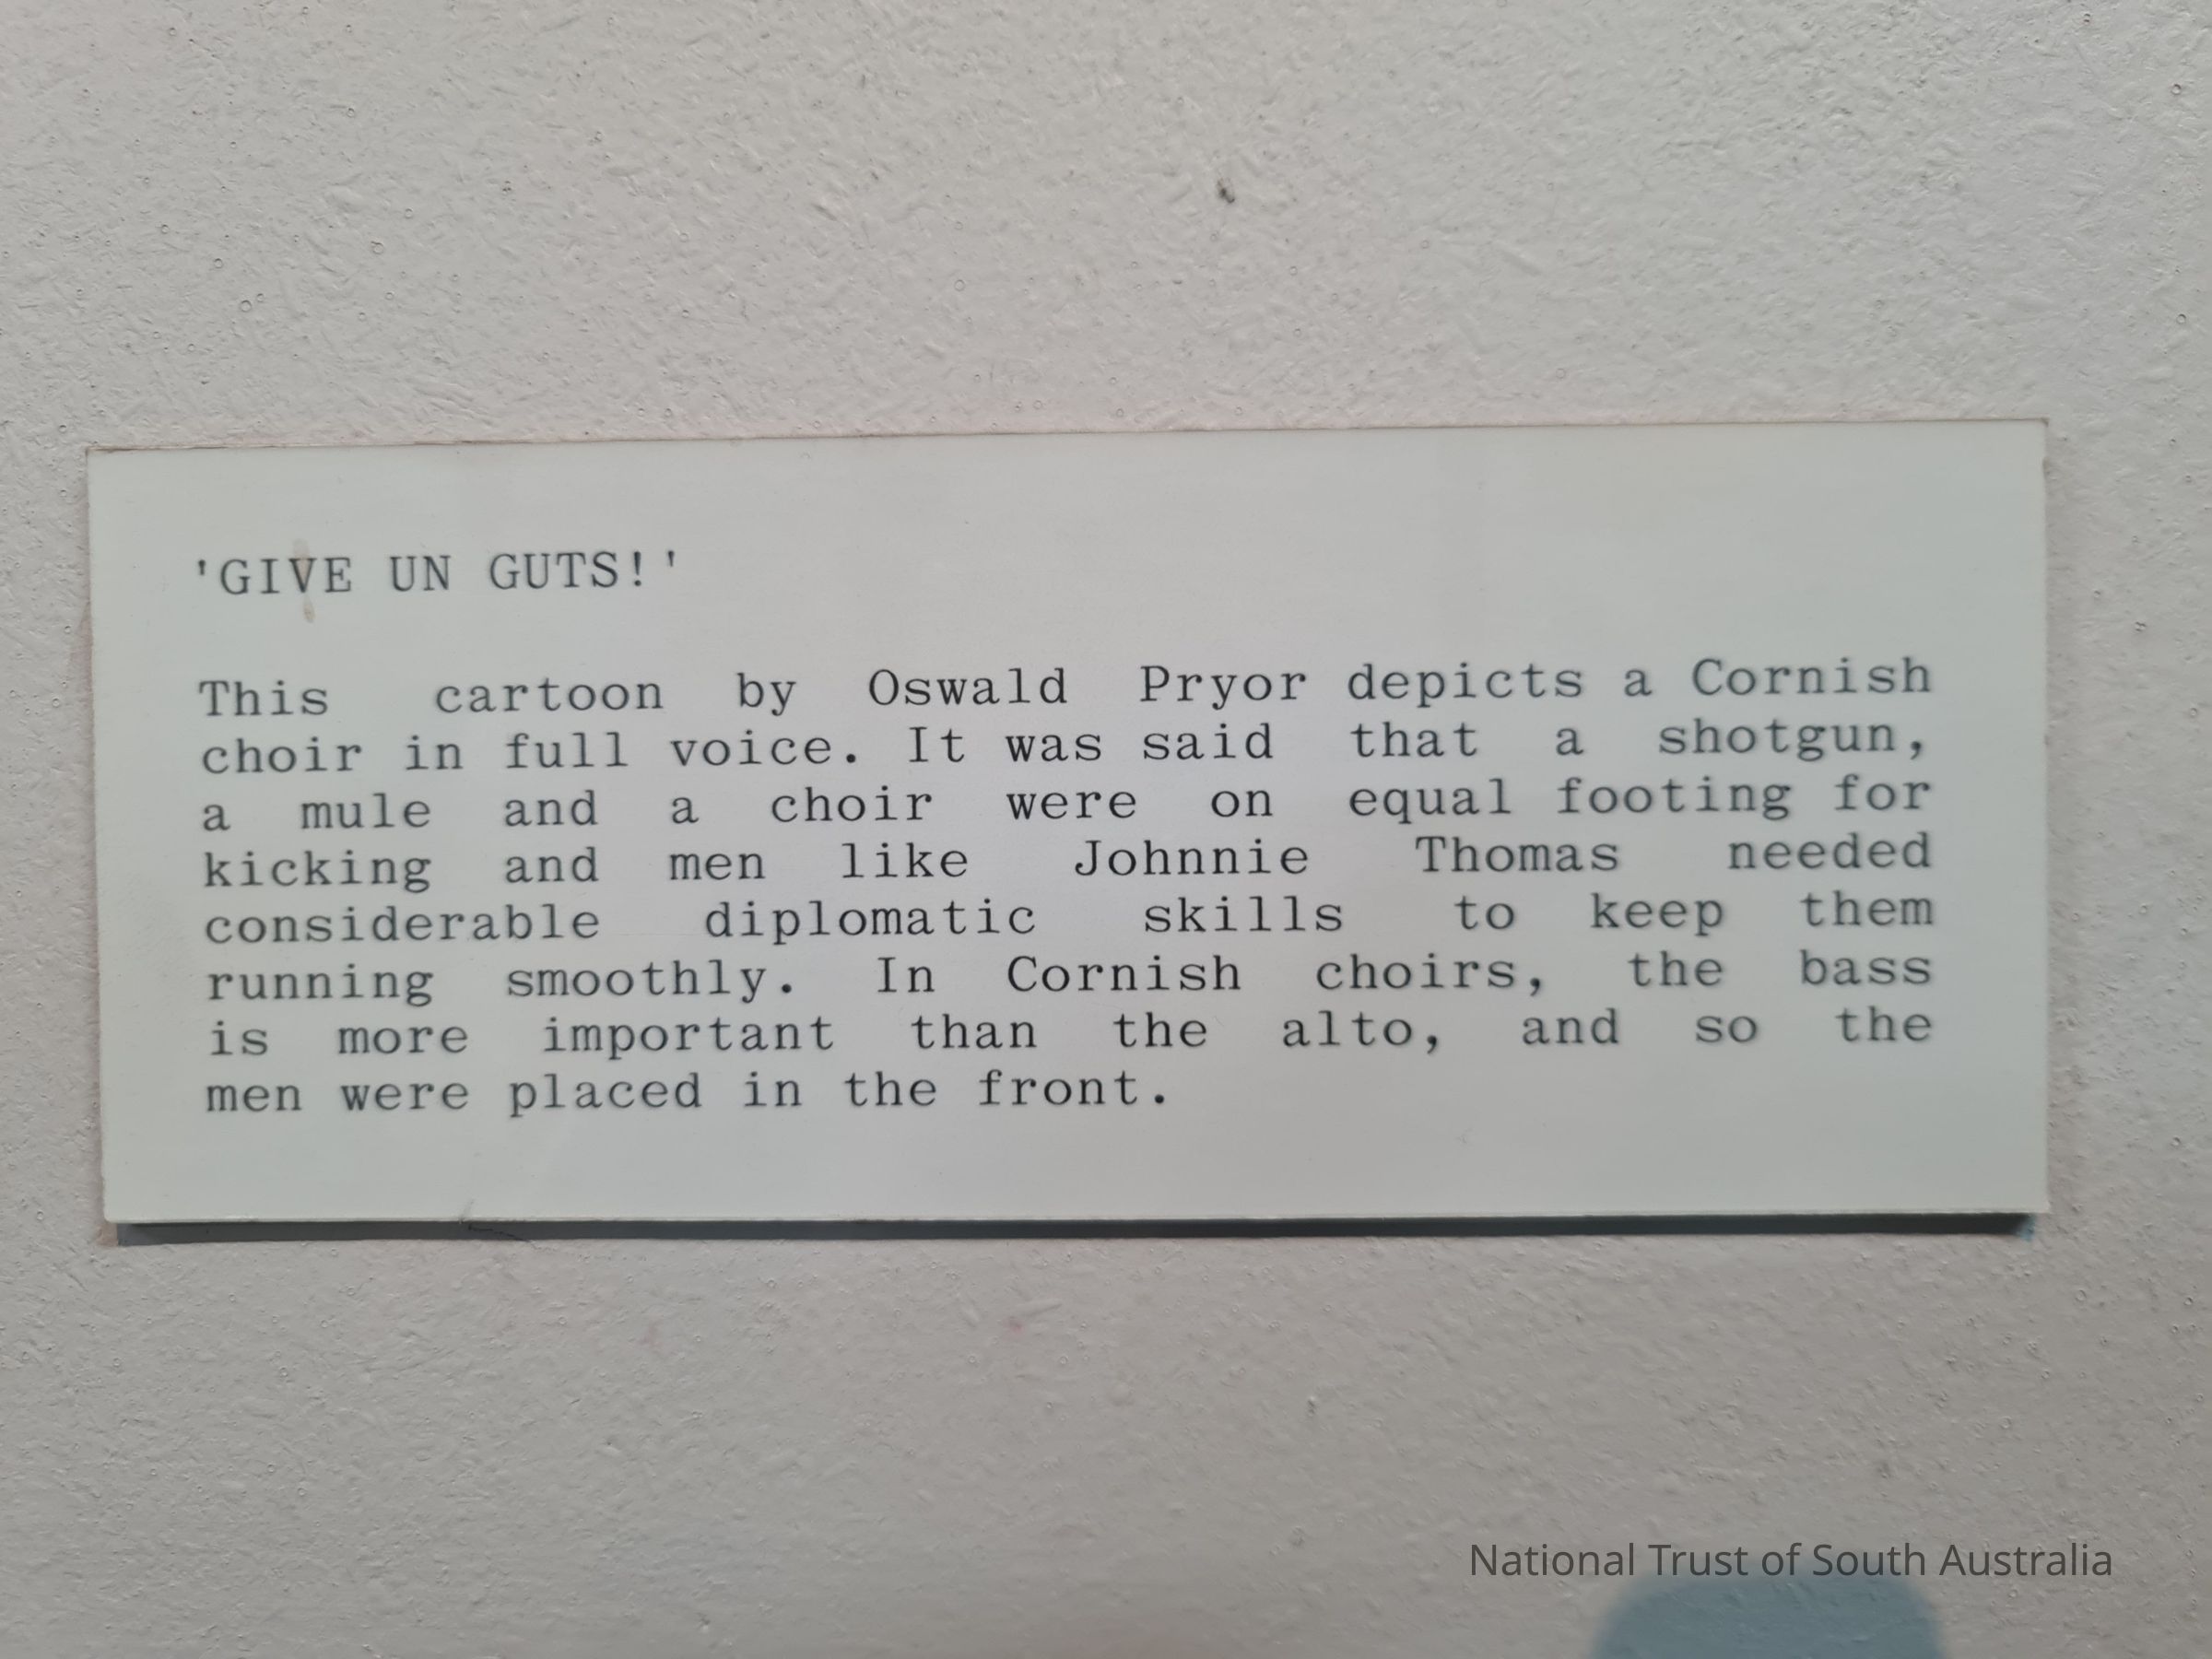 'GIVE UN GUTS!'
This cartoon by Oswald Pryor depicts a Cornish
choir in full voice. It was said that a shotgun,
a mule and a choir were on equal footing for
kicking and men like Johnnie Thomas needed
considerable diplomatic skills to keep them
running smoothly. In Cornish choirs, the bass
is more important than the alto, and so the
men were placed in the front.
National Trust of South Australia